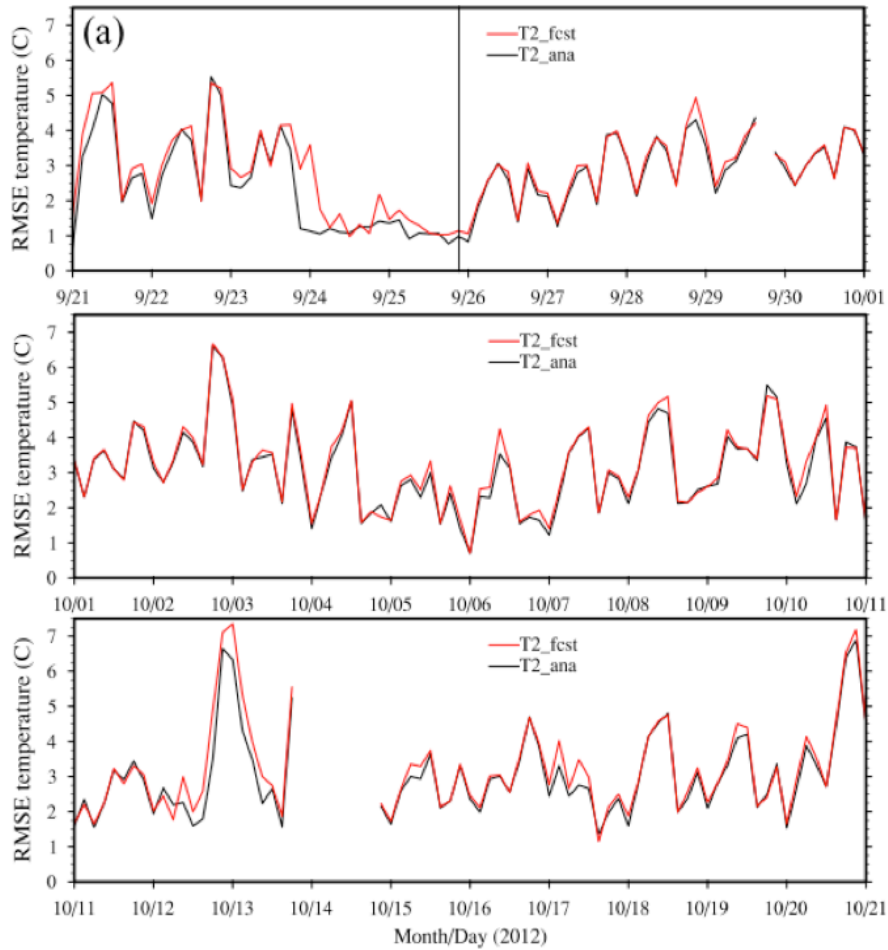 (a)
T2_fcst
T2_ana
RMSE temperature (C)
7
6
5
4
3
2
1
0
9/21 9/22 9/23 9/24 9/25 9/26 9/27 9/28 9/29 9/30 10/01
T2_fcst
T2_ana
RMSE temperature (C)
7
6
5
4
3
2
1
0
10/01 10/02 10/03 10/04 10/05 10/06 10/07 10/08 10/09 10/10 10/11
T2_fcst
T2_ana
RMSE temperature (C)
7
6
5
4
3
2
1
0
10/11 10/12 10/13 10/14 10/15 10/16 10/17 10/18 10/19 10/20 10/21
Month/Day (2012)